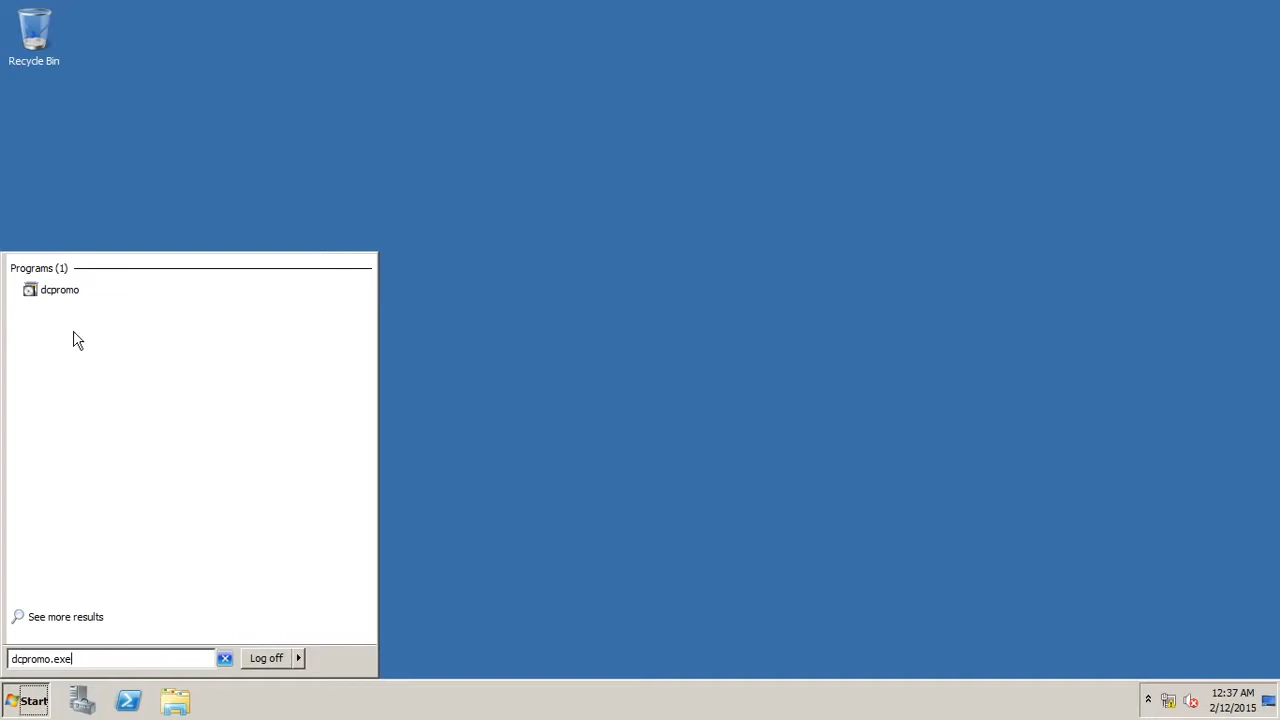 Recycle Bin
Programs (1)
dcpromo
See more results
dcpromo.exe
Log off
Start
12:37 AM
2/12/2015